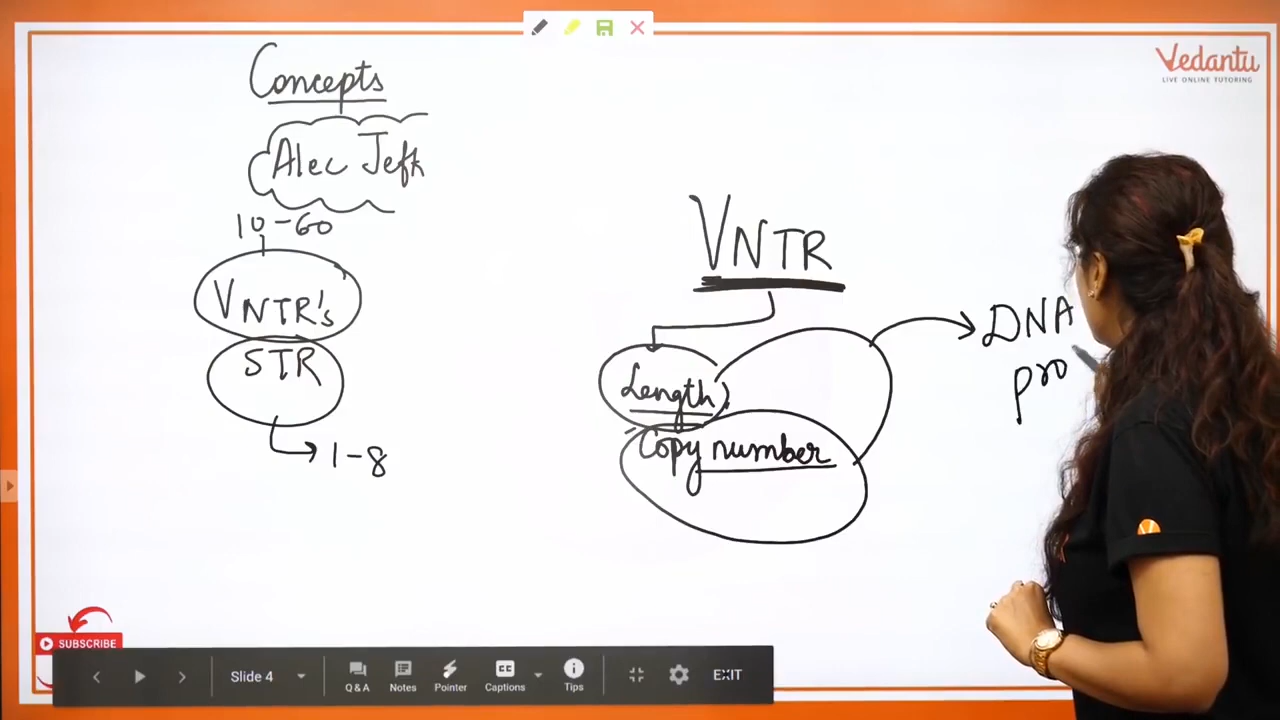 Concepts
Vedantu
LIVE ONLINE TUTORING
Alec Jeff
10-60
VNTR's
STR
1-8
VNTR
Length
Copy number
DNA
pro
SUBSCRIBE
Slide 4
Q&A
Notes
Pointer
Captions
CC
Tips
EXIT